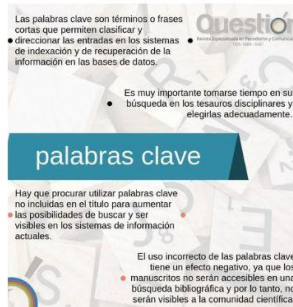 Las palabras clave son términos o frases
cortas que permiten clasificar y
direccionar las entradas en los sistemas
de indexación y de recuperación de la
información en las bases de datos.
Questión
Revista Especializada en Periodismo y Comunicación
Es muy importante tomarse tiempo en su
búsqueda en los tesauros disciplinares y
elegirlas adecuadamente.
palabras clave
Hay que procurar utilizar palabras clave
no incluidas en el título para aumentar
las posibilidades de buscar y ser
visibles en los sistemas de información
actuales.
El uso incorrecto de las palabras clave
tiene un efecto negativo, ya que los
manuscritos no serán accesibles en una
búsqueda bibliográfica y por lo tanto, no
serán visibles a la comunidad científica